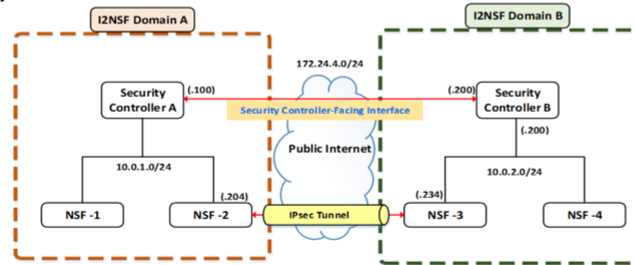 I2NSF Domain A
I2NSF Domain B
172.24.4.0/24
Security
Controller A
(.100)
(.200)
Security
Controller B
Security Controller-Facing Interface
(.200)
Public Internet
10.0.1.0/24
10.0.2.0/24
(.204)
(.234)
NSF -1
NSF -2
IPsec Tunnel
NSF -3
NSF -4